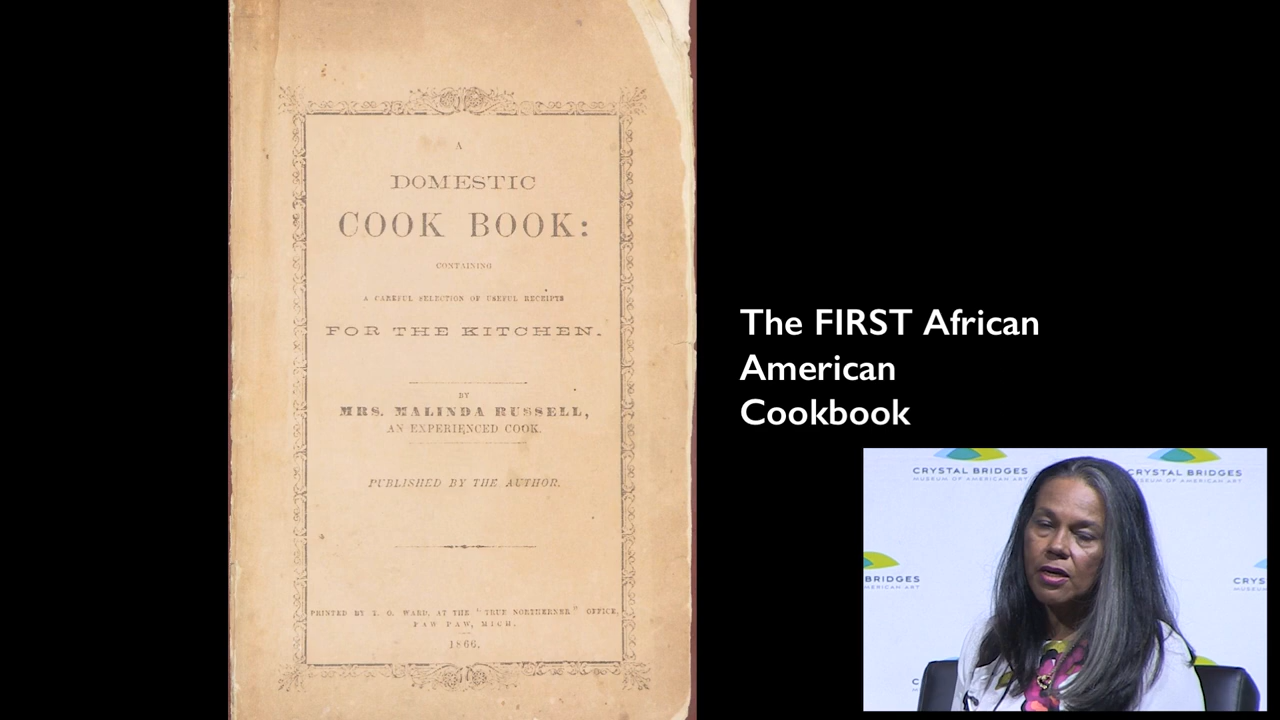 A
DOMESTIC
COOK BOOK:
CONTAINING
A CAREFUL SELECTION OF USEFUL RECEIPTS
FOR THE KITCHEN.
BY
MRS. MALINDA RUSSELL,
AN EXPERIENCED COOK.
PUBLISHED BY THE AUTHOR.
PRINTED BY T. O. WARD, AT THE "TRUE NORTHERNER" OFFICE,
PAW PAW, MICH.
1866.
The FIRST African
American
Cookbook
CRYSTAL BRIDGES
MUSEUM OF AMERICAN ART
CRYSTAL BRIDGES
MUSEUM OF AMERICAN ART
BRIDGES
AMERICAN ART
CRYS
MUSEUM
C